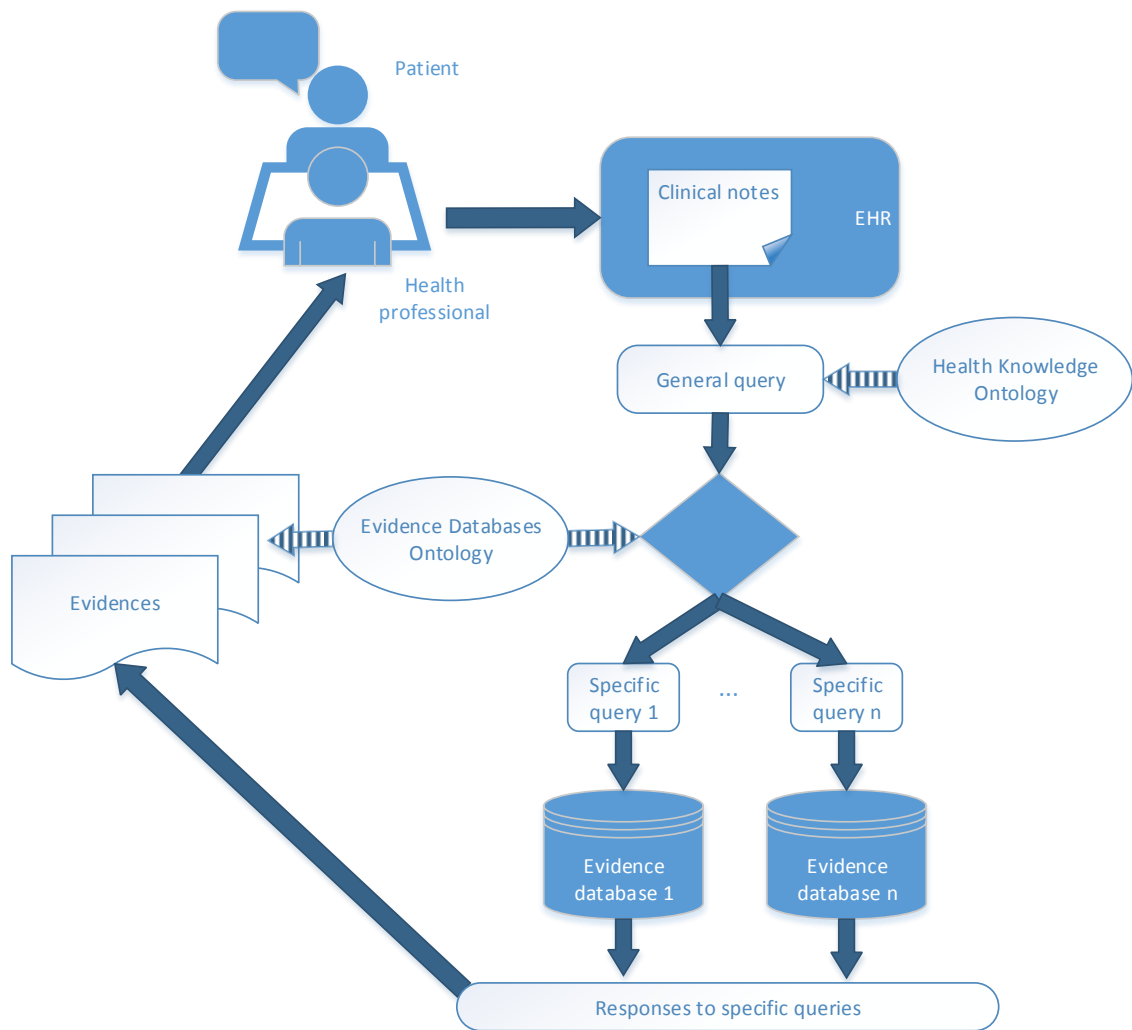 Patient
Clinical notes
EHR
Health
professional
General query
Health Knowledge
Ontology
Evidence Databases
Ontology
Evidences
Specific
query 1
...
Specific
query n
Evidence
database 1
Evidence
database n
Responses to specific queries